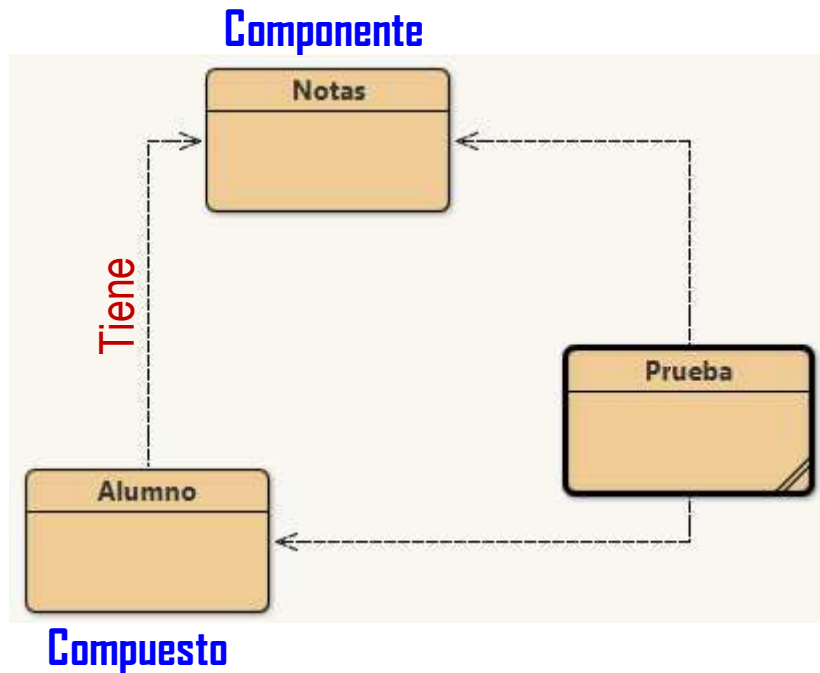 Componente
Notas
Tiene
Prueba
Alumno
Compuesto